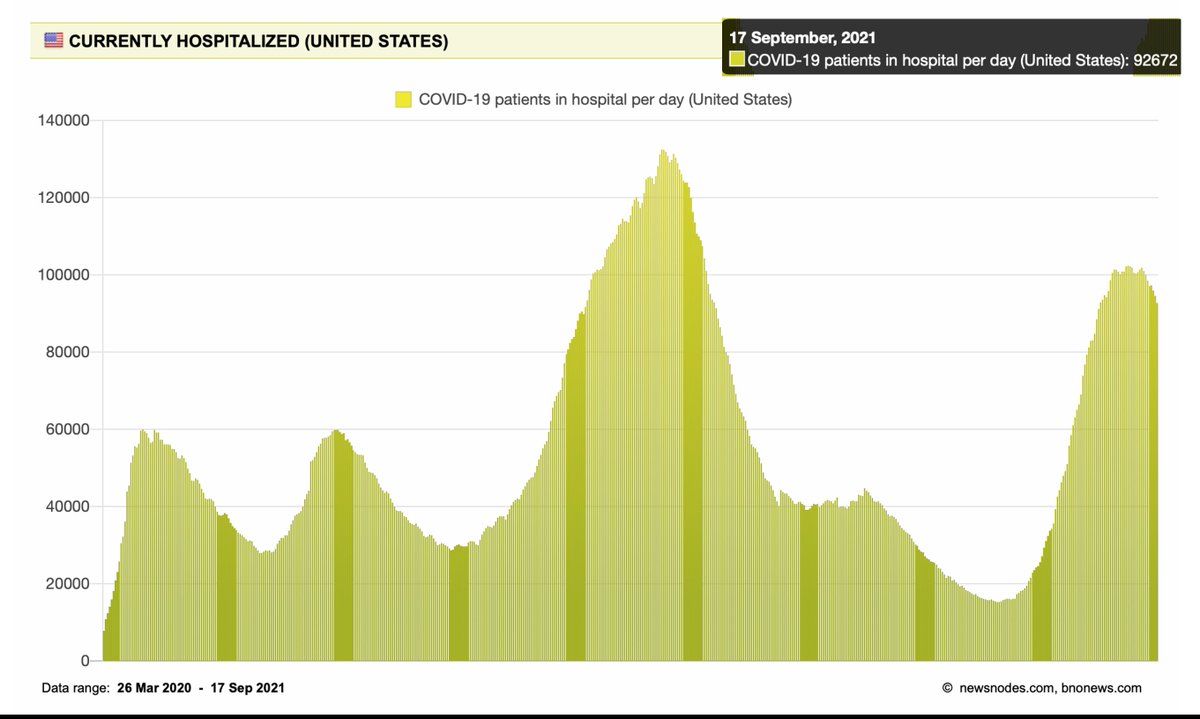 CURRENTLY HOSPITALIZED (UNITED STATES)
17 September, 2021
COVID-19 patients in hospital per day (United States): 92672
COVID-19 patients in hospital per day (United States)
140000
120000
100000
80000
60000
40000
20000
0
Data range: 26 Mar 2020 - 17 Sep 2021
© newsnodes.com, bnonews.com